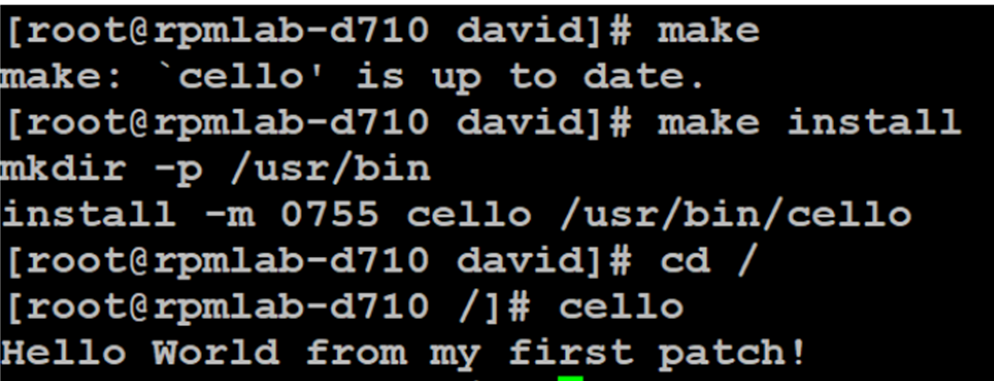 [root@rpmlab-d710 david]# make
make: `cello' is up to date.
[root@rpmlab-d710 david]# make install
mkdir -p /usr/bin
install -m 0755 cello /usr/bin/cello
[root@rpmlab-d710 david]# cd /
[root@rpmlab-d710 /]# cello
Hello World from my first patch!